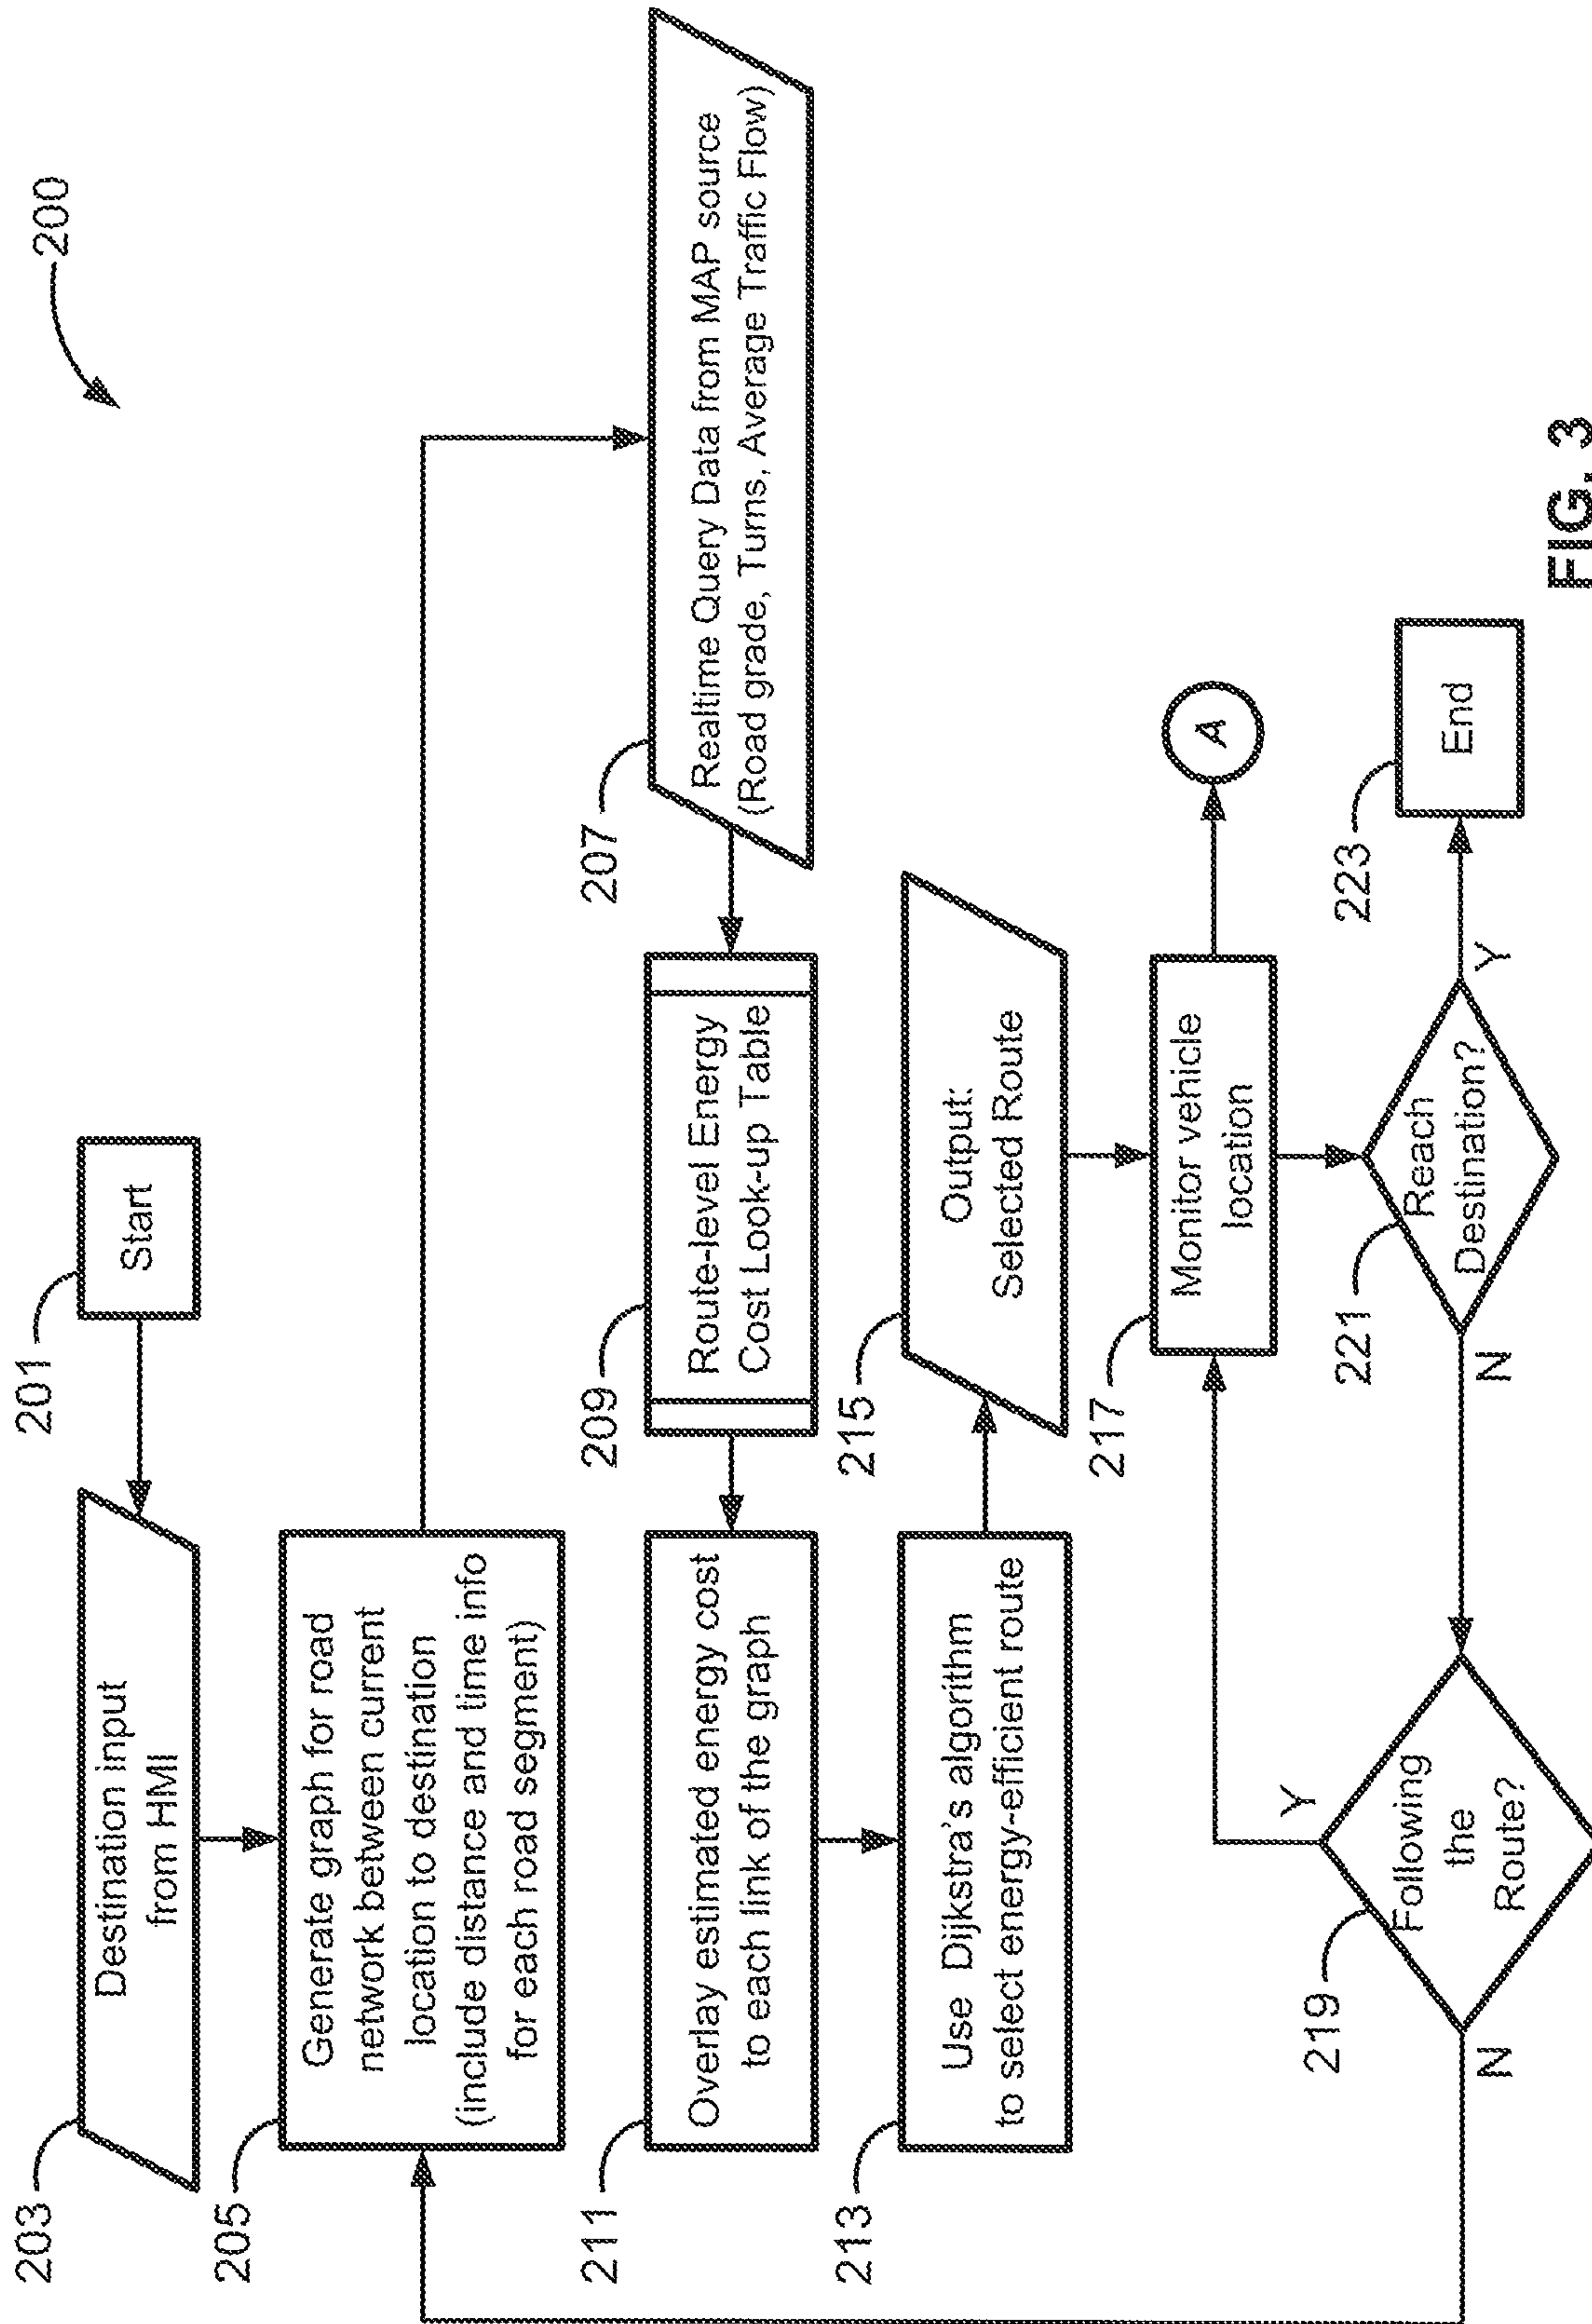 200
201
Start
203
Destination input
from HMI
205
Generate graph for road
network between current
location to destination
(include distance and time info
for each road segment)
207
Realtime Query Data from MAP source
(Road grade, Turns, Average Traffic Flow)
209
Route-level Energy
Cost Look-up Table
211
Overlay estimated energy cost
to each link of the graph
213
Use Dijkstra's algorithm
to select energy-efficient route
215
Output:
Selected Route
217
Monitor vehicle
location
A
219
Following
the
Route?
Y
N
221
Reach
Destination?
Y
N
223
End
FIG. 3